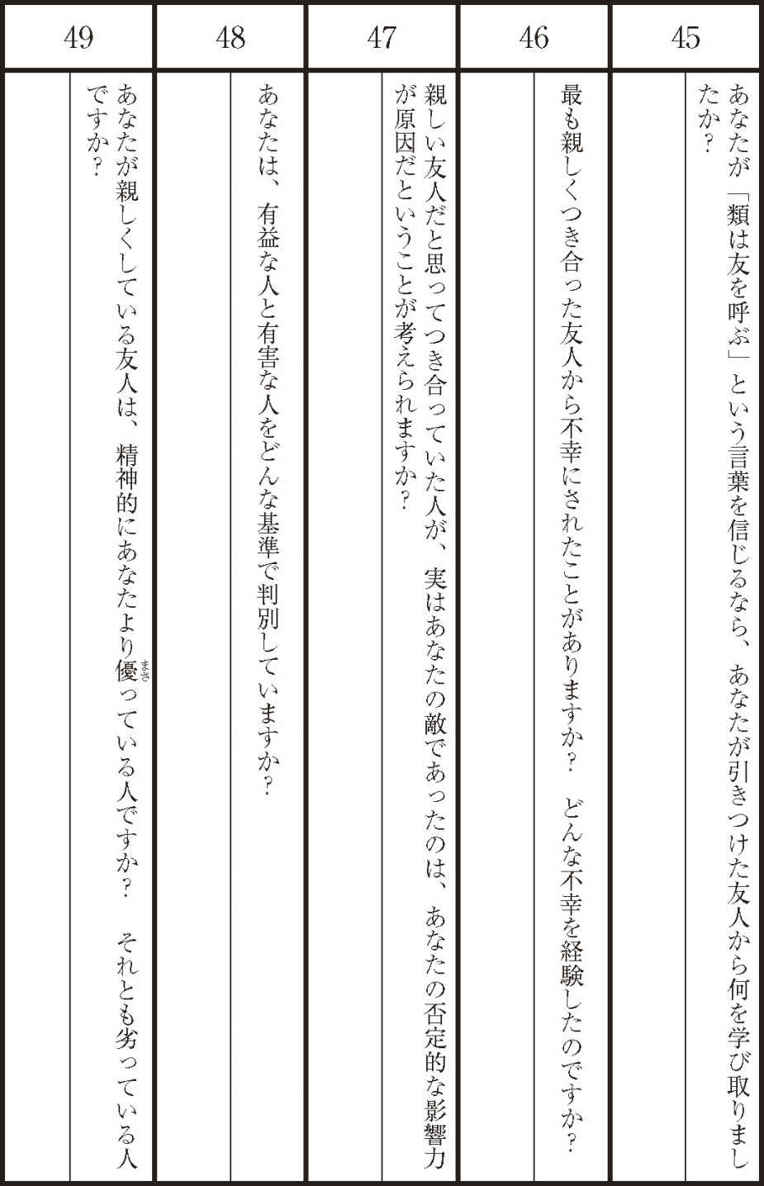 45
あなたが「類は友を呼ぶ」という言葉を信じるなら、あなたが引きつけた友人から何を学び取りまし
たか？
46
最も親しくつき合った友人から不幸にされたことがありますか？　どんな不幸を経験したのですか？
47
親しい友人だと思ってつき合っていた人が、実はあなたの敵であったのは、あなたの否定的な影響力
が原因だということが考えられますか？
48
あなたは、有益な人と有害な人をどんな基準で判別していますか？
49
あなたが親しくしている友人は、精神的にあなたより優っている人ですか？　それとも劣っている人
まさ
ですか？